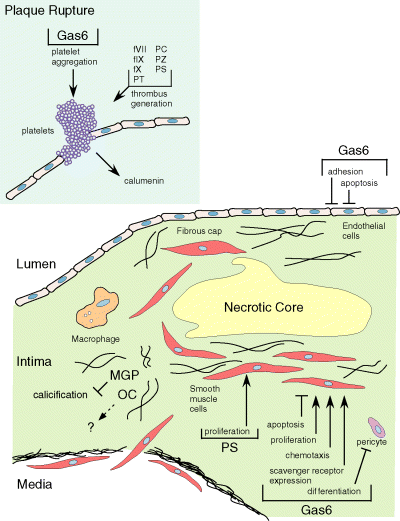 Plaque Rupture
Gas6
platelet
aggregation
fVII PC
fIX PZ
fX PS
PT
thrombus
generation
platelets
calumenin
Gas6
adhesion
apoptosis
Fibrous cap
Endothelial
cells
Lumen
Necrotic Core
Macrophage
Intima
MGP
calcification
OC
?
Smooth
muscle
cells
proliferation
PS
apoptosis
proliferation
chemotaxis
scavenger receptor
expression
differentiation
pericyte
Gas6
Media